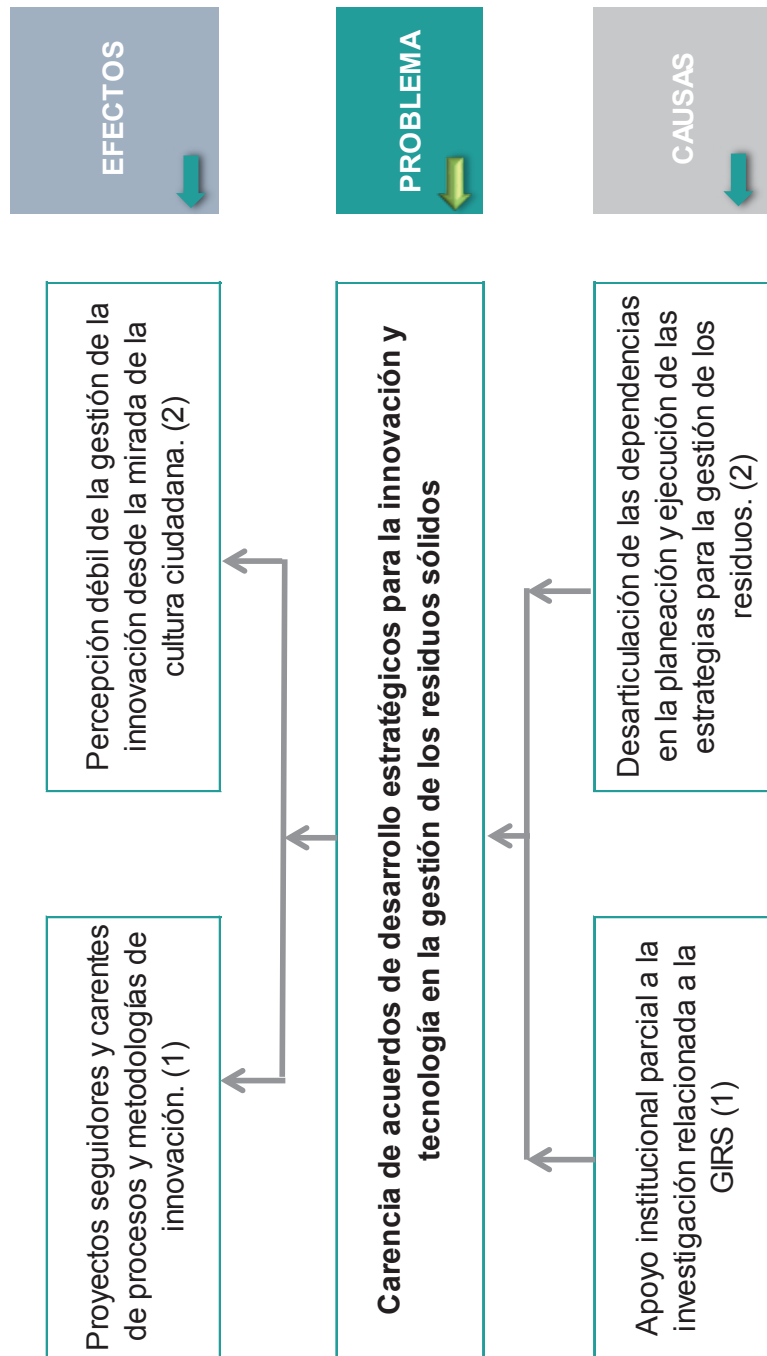 Proyectos seguidores y carentes
de procesos y metodologías de
innovación. (1)
Percepción débil de la gestión de la
innovación desde la mirada de la
cultura ciudadana. (2)
EFECTOS
Carencia de acuerdos de desarrollo estratégicos para la innovación y
tecnología en la gestión de los residuos sólidos
PROBLEMA
Apoyo institucional parcial a la
investigación relacionada a la
GIRS (1)
Desarticulación de las dependencias
en la planeación y ejecución de las
estrategias para la gestión de los
residuos. (2)
CAUSAS